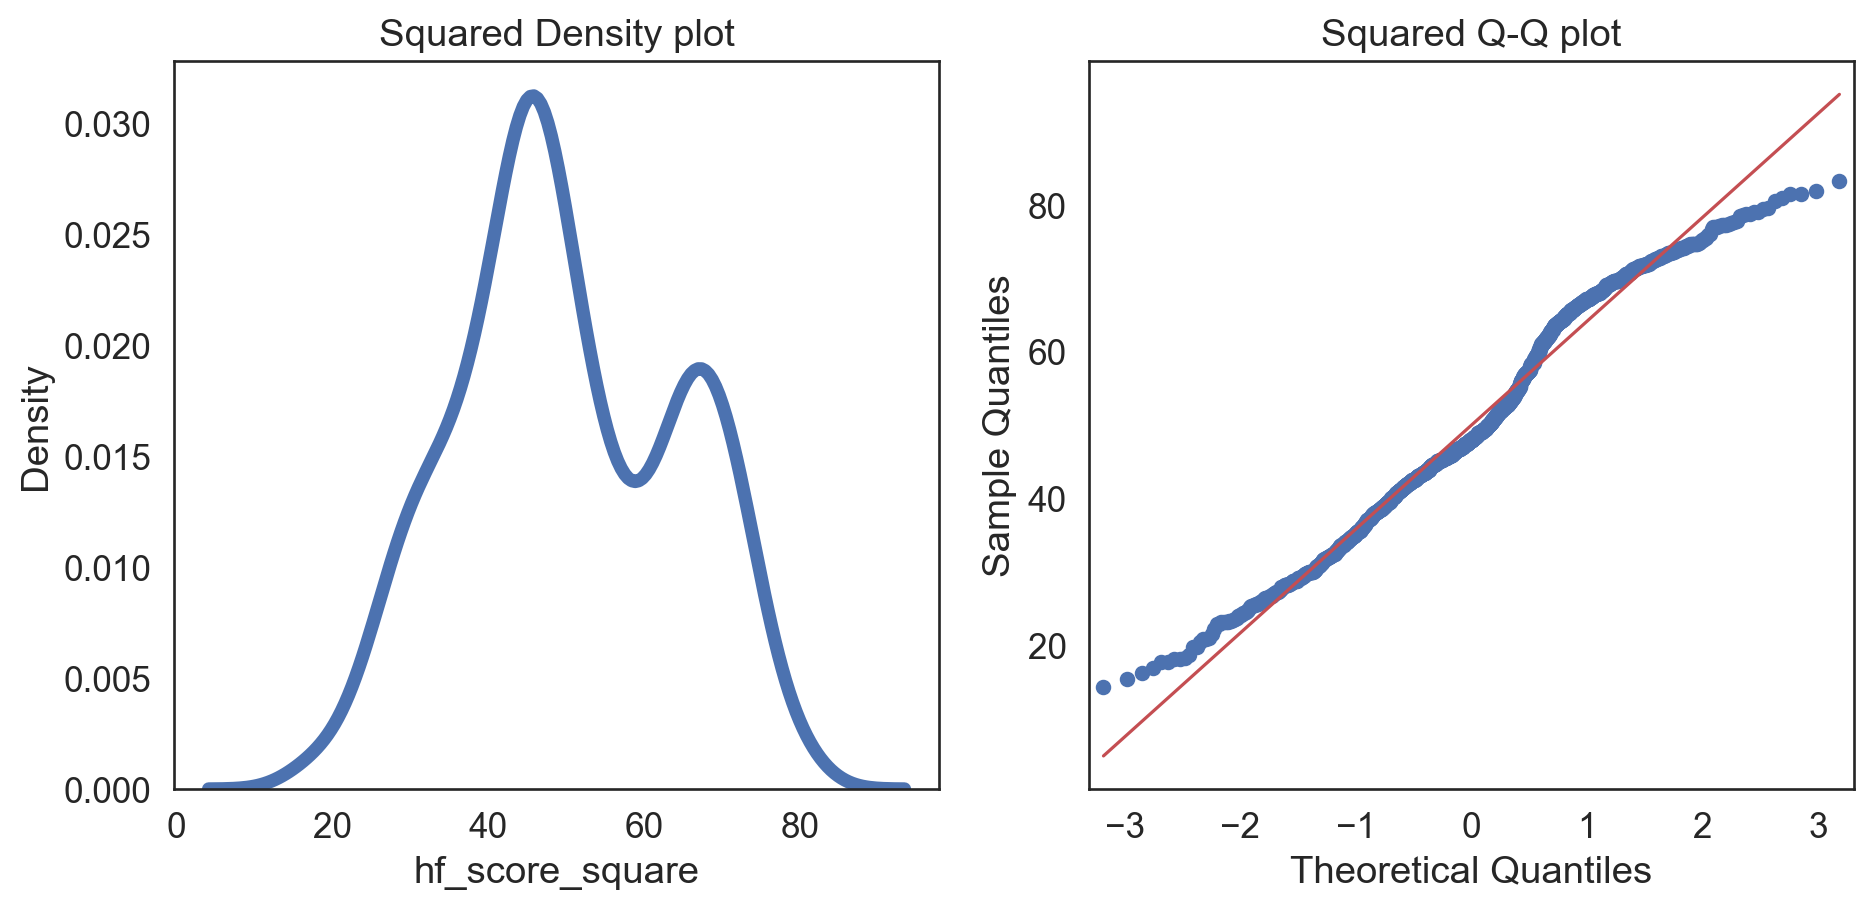 Squared Density plot
0.030
0.025
0.020
0.015
0.010
0.005
0.000
Density
0 20 40 60 80
hf_score_square
Squared Q-Q plot
80
60
40
20
Sample Quantiles
−3 −2 −1 0 1 2 3
Theoretical Quantiles